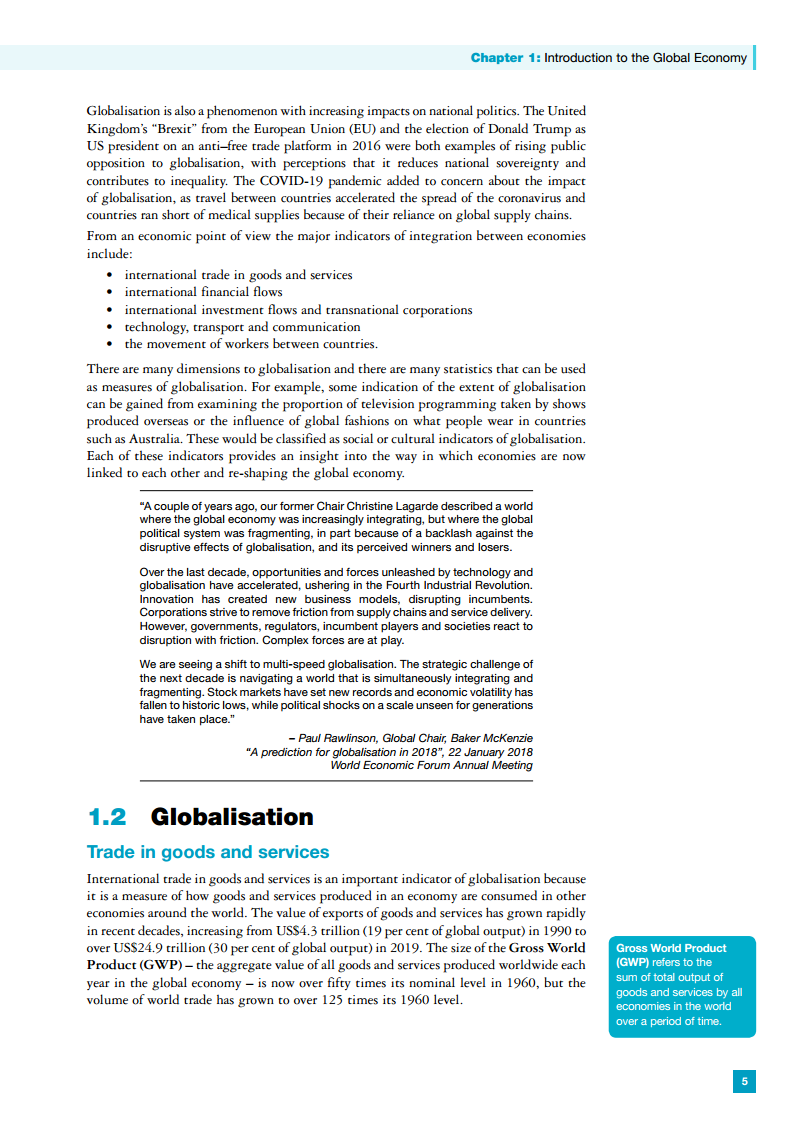 Chapter 1: Introduction to the Global Economy
Globalisation is also a phenomenon with increasing impacts on national politics. The United
Kingdom’s “Brexit” from the European Union (EU) and the election of Donald Trump as
US president on an anti–free trade platform in 2016 were both examples of rising public
opposition to globalisation, with perceptions that it reduces national sovereignty and
contributes to inequality. The COVID-19 pandemic added to concern about the impact
of globalisation, as travel between countries accelerated the spread of the coronavirus and
countries ran short of medical supplies because of their reliance on global supply chains.
From an economic point of view the major indicators of integration between economies
include:
• international trade in goods and services
• international financial flows
• international investment flows and transnational corporations
• technology, transport and communication
• the movement of workers between countries.
There are many dimensions to globalisation and there are many statistics that can be used
as measures of globalisation. For example, some indication of the extent of globalisation
can be gained from examining the proportion of television programming taken by shows
produced overseas or the influence of global fashions on what people wear in countries
such as Australia. These would be classified as social or cultural indicators of globalisation.
Each of these indicators provides an insight into the way in which economies are now
linked to each other and re-shaping the global economy.
“A couple of years ago, our former Chair Christine Lagarde described a world
where the global economy was increasingly integrating, but where the global
political system was fragmenting, in part because of a backlash against the
disruptive effects of globalisation, and its perceived winners and losers.
Over the last decade, opportunities and forces unleashed by technology and
globalisation have accelerated, ushering in the Fourth Industrial Revolution.
Innovation has created new business models, disrupting incumbents.
Corporations strive to remove friction from supply chains and service delivery.
However, governments, regulators, incumbent players and societies react to
disruption with friction. Complex forces are at play.
We are seeing a shift to multi-speed globalisation. The strategic challenge of
the next decade is navigating a world that is simultaneously integrating and
fragmenting. Stock markets have set new records and economic volatility has
fallen to historic lows, while political shocks on a scale unseen for generations
have taken place.”
– Paul Rawlinson, Global Chair, Baker McKenzie
“A prediction for globalisation in 2018”, 22 January 2018
World Economic Forum Annual Meeting
1.2 Globalisation
Trade in goods and services
International trade in goods and services is an important indicator of globalisation because
it is a measure of how goods and services produced in an economy are consumed in other
economies around the world. The value of exports of goods and services has grown rapidly
in recent decades, increasing from US$4.3 trillion (19 per cent of global output) in 1990 to
over US$24.9 trillion (30 per cent of global output) in 2019. The size of the Gross World
Product (GWP) – the aggregate value of all goods and services produced worldwide each
year in the global economy – is now over fifty times its nominal level in 1960, but the
volume of world trade has grown to over 125 times its 1960 level.
Gross World Product
(GWP) refers to the
sum of total output of
goods and services by all
economies in the world
over a period of time.
5